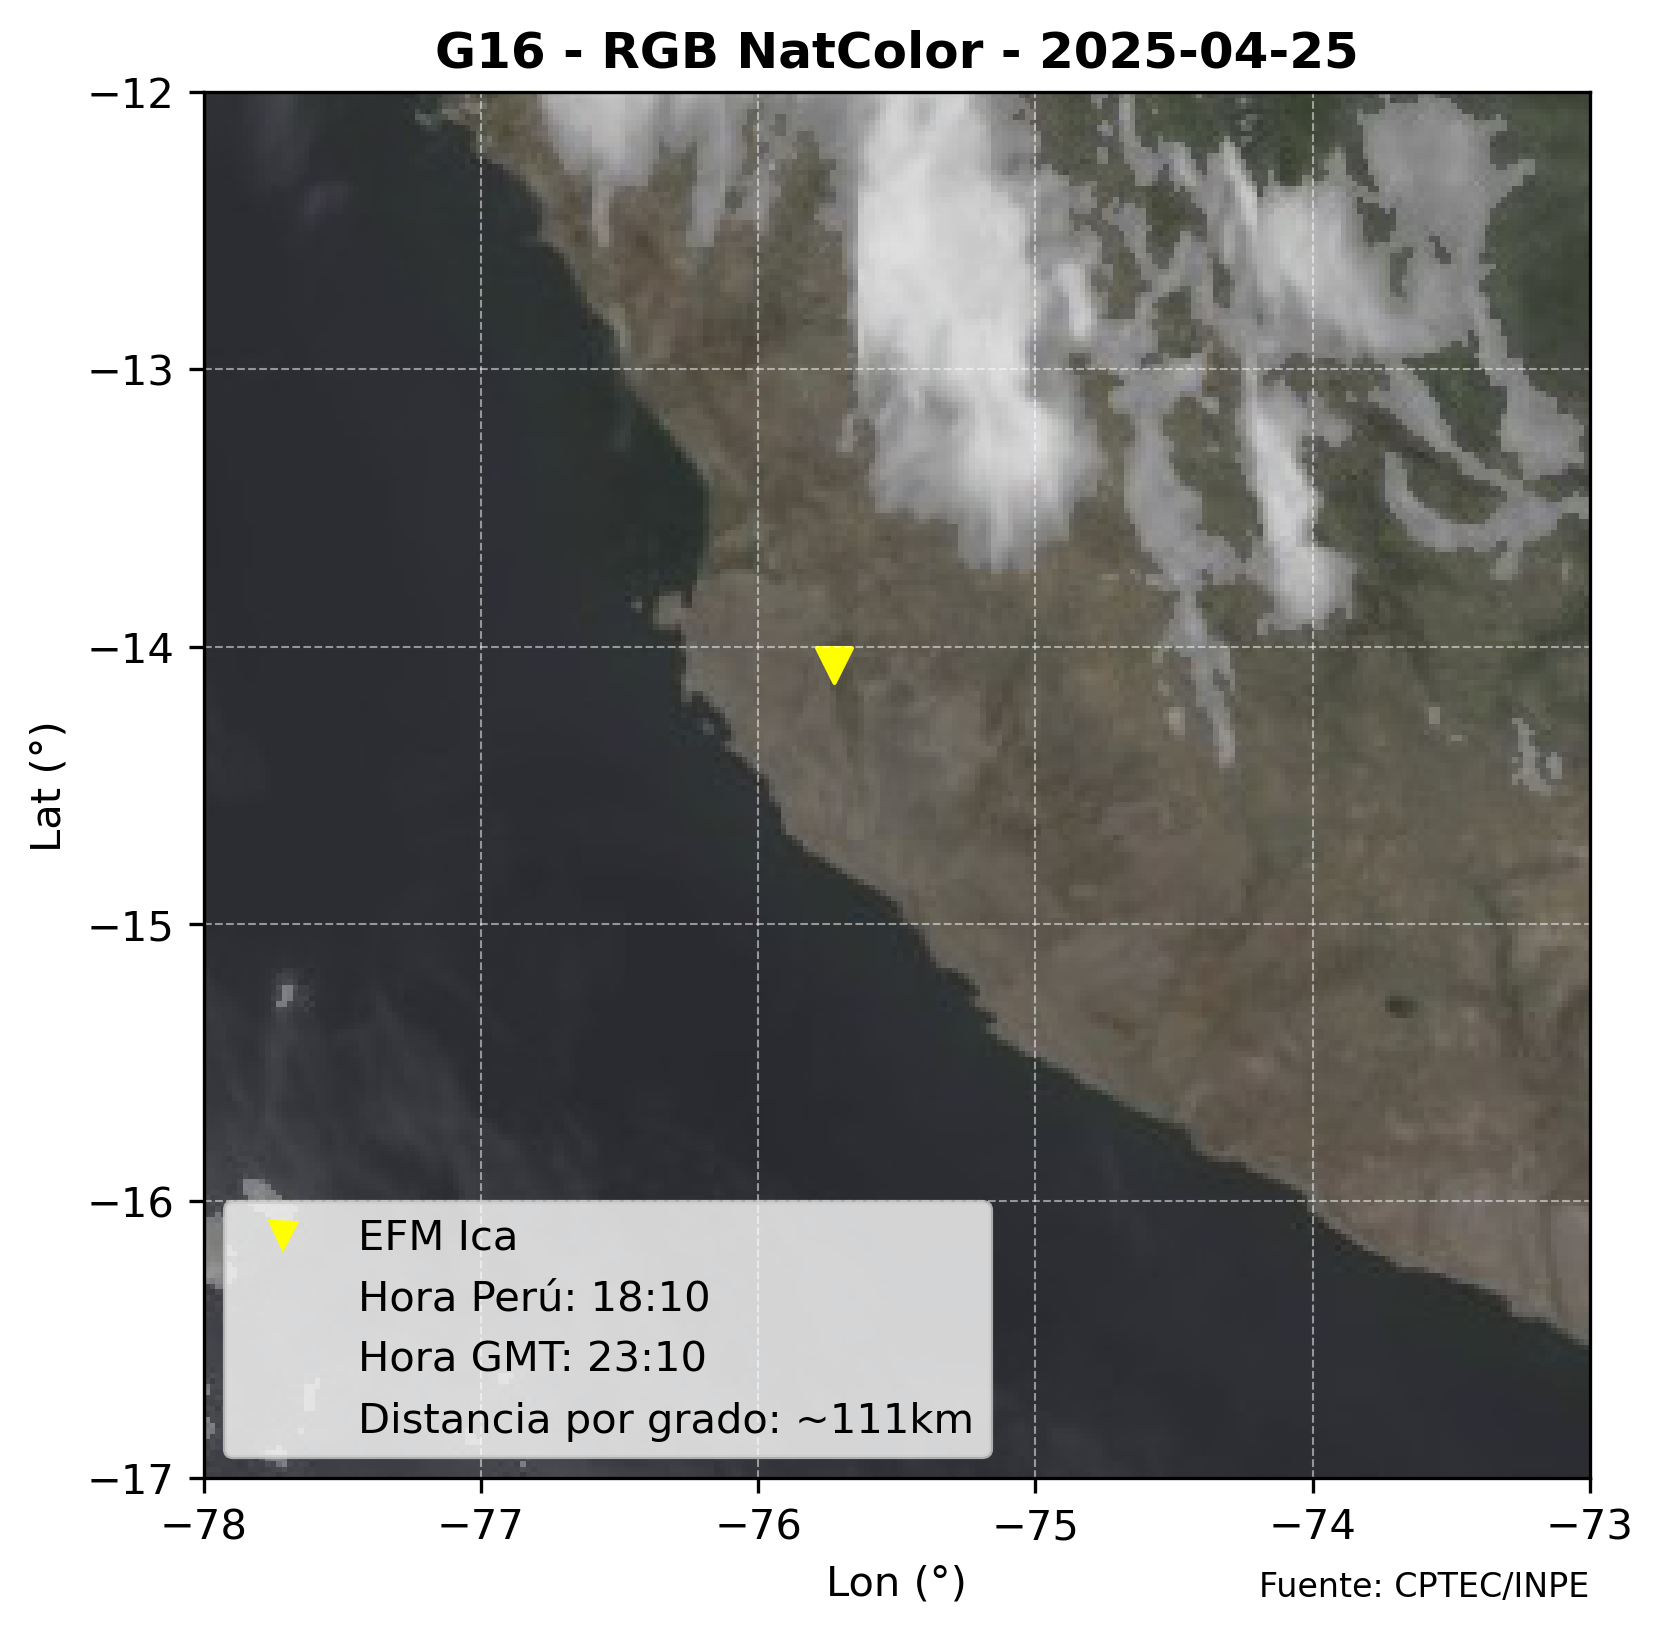 G16 - RGB NatColor - 2025-04-25
−12
−13
−14
−15
−16
−17
Lat (°)
EFM Ica
Hora Perú: 18:10
Hora GMT: 23:10
Distancia por grado: ~111km
−78
−77
−76
−75
−74
−73
Lon (°)
Fuente: CPTEC/INPE